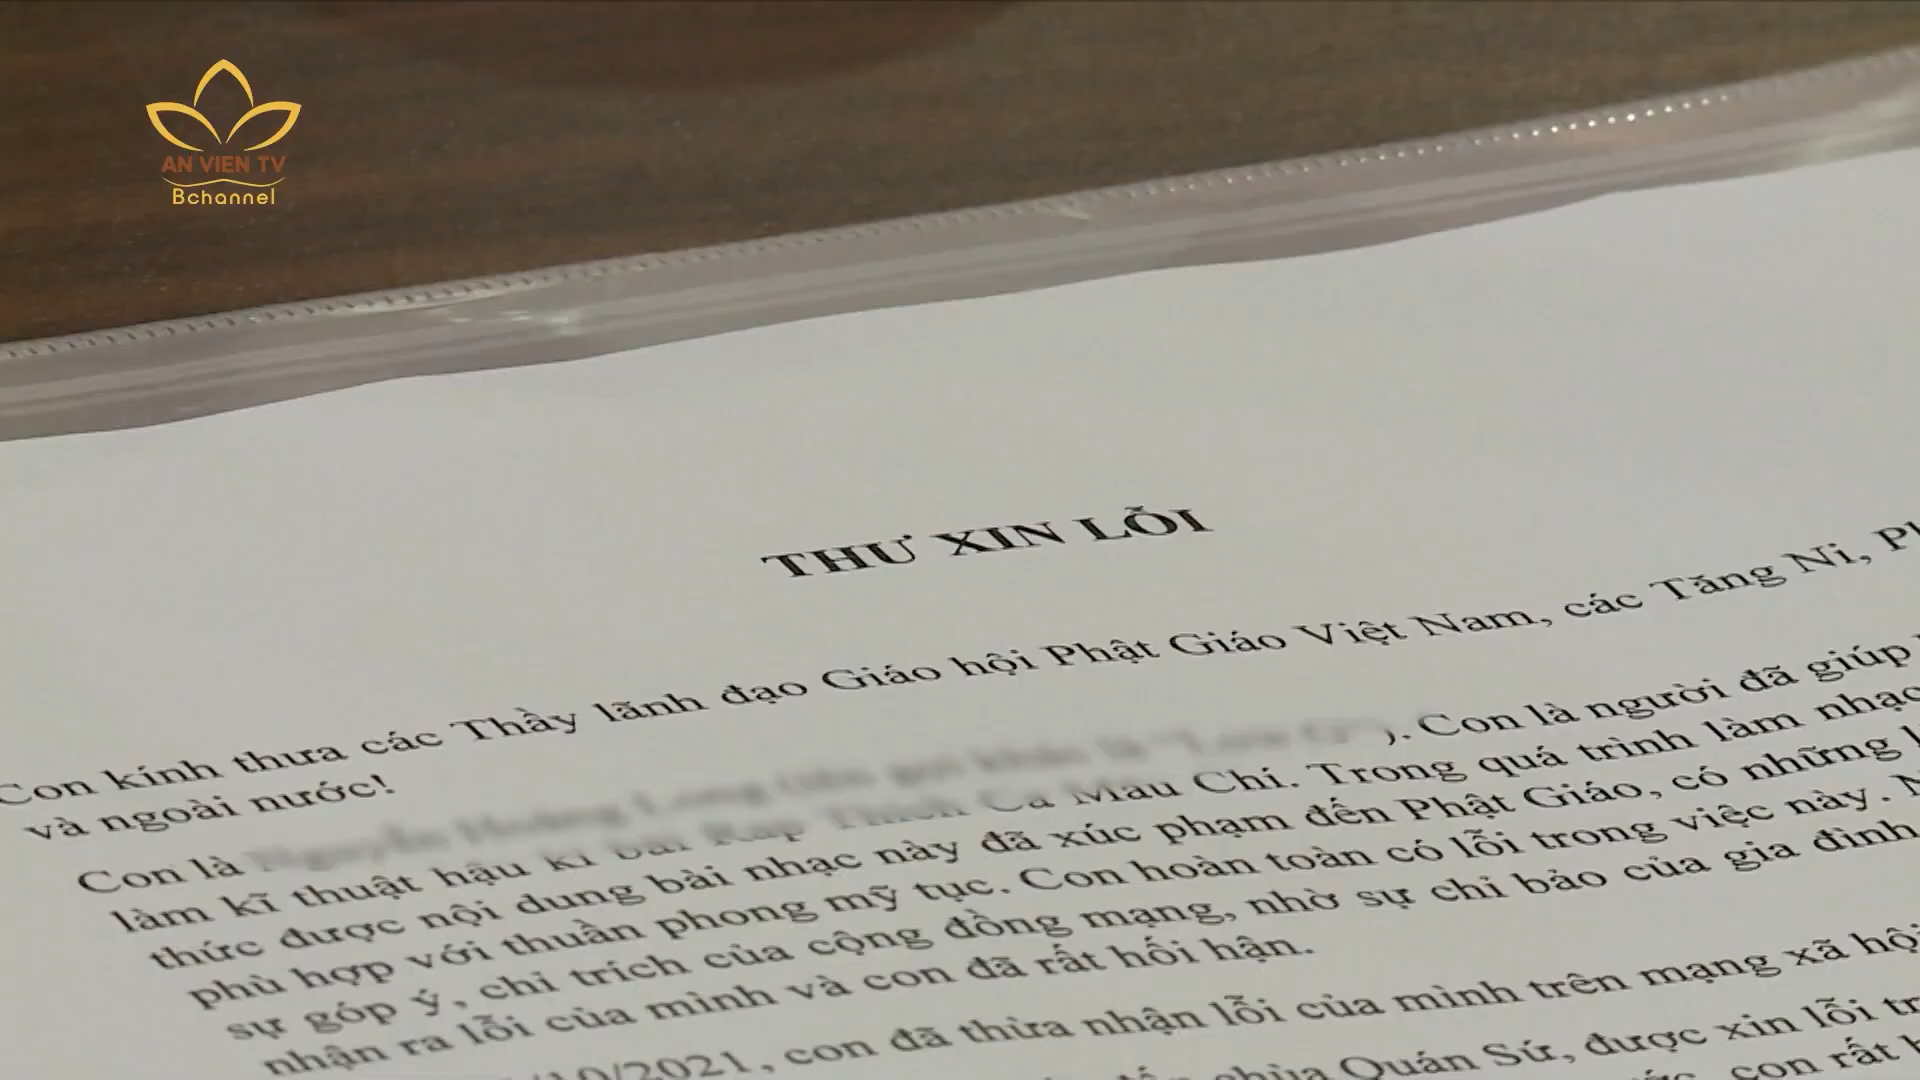 AN VIEN TV
Bchannel
THƯ XIN LỖI
Con kính thưa các Thầy lãnh đạo Giáo hội Phật Giáo Việt Nam, các Tăng Ni,
và ngoài nước!
Con là ). Con là người đã giúp
làm kĩ thuật hậu kì bài Rap Thích Ca Mâu Chí. Trong quá trình làm nhạc
thức được nội dung bài nhạc này đã xúc phạm đến Phật Giáo, có những
phù hợp với thuần phong mỹ tục. Con hoàn toàn có lỗi trong việc này.
sự góp ý, chỉ trích của cộng đồng mạng, nhờ sự chỉ bảo của gia đình
nhận ra lỗi của mình và con đã rất hối hận.
/10/2021, con đã thừa nhận lỗi của mình trên mạng xã hội
đến chùa Quán Sứ, được xin lỗi
con rất